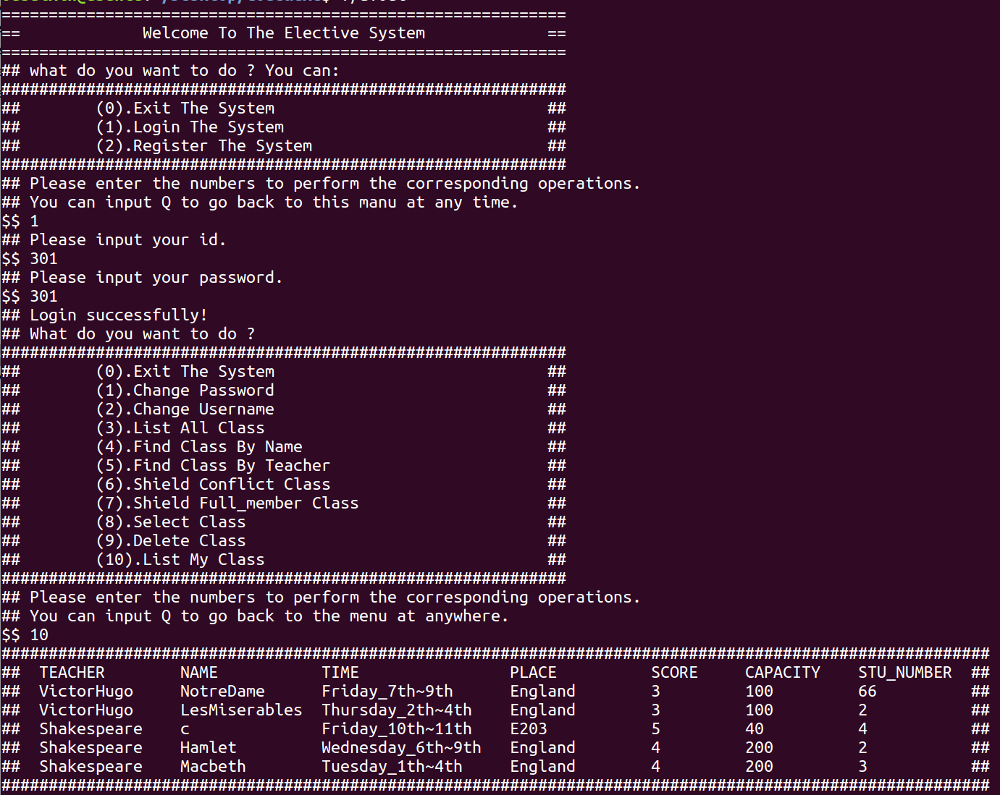 ============================================================
==             Welcome To The Elective System             ==
============================================================
## what do you want to do ? You can:
############################################################
##        (0).Exit The System                             ##
##        (1).Login The System                            ##
##        (2).Register The System                         ##
############################################################
## Please enter the numbers to perform the corresponding operations.
## You can input Q to go back to this manu at any time.
$$ 1
## Please input your id.
$$ 301
## Please input your password.
$$ 301
## Login successfully!
## What do you want to do ?
############################################################
##        (0).Exit The System                             ##
##        (1).Change Password                             ##
##        (2).Change Username                             ##
##        (3).List All Class                              ##
##        (4).Find Class By Name                          ##
##        (5).Find Class By Teacher                       ##
##        (6).Shield Conflict Class                       ##
##        (7).Shield Full_member Class                    ##
##        (8).Select Class                                ##
##        (9).Delete Class                                ##
##        (10).List My Class                              ##
############################################################
## Please enter the numbers to perform the corresponding operations.
## You can input Q to go back to the menu at anywhere.
$$ 10
#########################################################################################################
##  TEACHER        NAME           TIME                PLACE          SCORE     CAPACITY    STU_NUMBER  ##
##  VictorHugo     NotreDame      Friday_7th~9th      England        3         100         66          ##
##  VictorHugo     LesMiserables  Thursday_2th~4th    England        3         100         2           ##
##  Shakespeare    c              Friday_10th~11th    E203           5         40          4           ##
##  Shakespeare    Hamlet         Wednesday_6th~9th   England        4         200         2           ##
##  Shakespeare    Macbeth        Tuesday_1th~4th     England        4         200         3           ##
#########################################################################################################